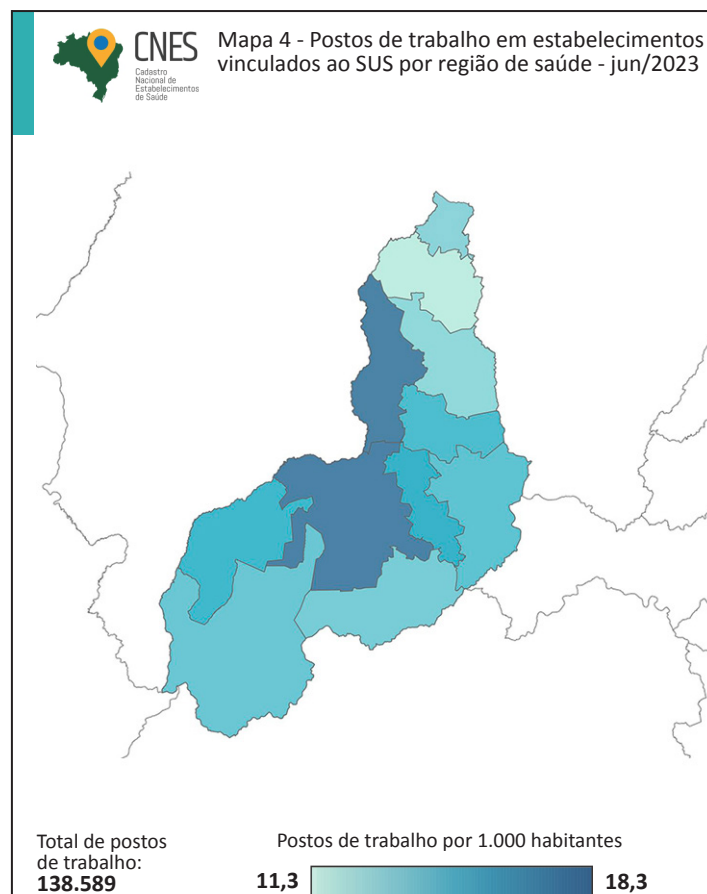 CNES
Cadastro
Nacional de
Estabelecimentos
de Saúde
Mapa 4 - Postos de trabalho em estabelecimentos
vinculados ao SUS por região de saúde - jun/2023
Total de postos
de trabalho:
138.589
Postos de trabalho por 1.000 habitantes
11,3
18,3